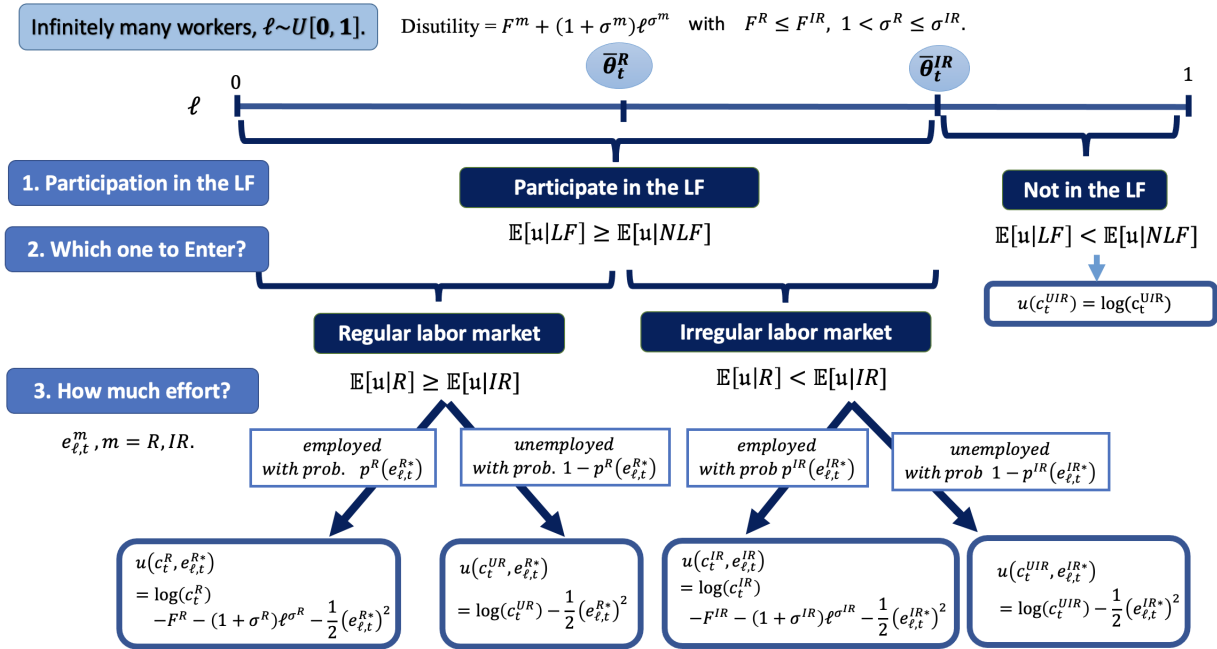 Infinitely many workers, ℓ~U[0, 1].
Disutility = F^m + (1 + σ^m)ℓ^{σ^m} with F^R ≤ F^{IR}, 1 < σ^R ≤ σ^{IR}.
θ̅_t^R
θ̅_t^{IR}
0
1
ℓ
1. Participation in the LF
Participate in the LF
Not in the LF
𝔼[u|LF] ≥ 𝔼[u|NLF]
𝔼[u|LF] < 𝔼[u|NLF]
2. Which one to Enter?
u(c_t^{UIR}) = log(c_t^{UIR})
Regular labor market
Irregular labor market
3. How much effort?
𝔼[u|R] ≥ 𝔼[u|IR]
𝔼[u|R] < 𝔼[u|IR]
e_{ℓ,t}^m, m = R, IR.
employed
with prob. p^R(e_{ℓ,t}^{R*})
unemployed
with prob. 1 − p^R(e_{ℓ,t}^{R*})
employed
with prob p^{IR}(e_{ℓ,t}^{IR*})
unemployed
with prob 1 − p^{IR}(e_{ℓ,t}^{IR*})
u(c_t^R, e_{ℓ,t}^{R*})
= log(c_t^R)
−F^R − (1 + σ^R)ℓ^{σ^R} − 1/2(e_{ℓ,t}^{R*})^2
u(c_t^{UR}, e_{ℓ,t}^{R*})
= log(c_t^{UR}) − 1/2(e_{ℓ,t}^{R*})^2
u(c_t^{IR}, e_{ℓ,t}^{IR})
= log(c_t^{IR})
−F^{IR} − (1 + σ^{IR})ℓ^{σ^{IR}} − 1/2(e_{ℓ,t}^{IR*})^2
u(c_t^{UIR}, e_{ℓ,t}^{IR*})
= log(c_t^{UIR}) − 1/2(e_{ℓ,t}^{IR*})^2